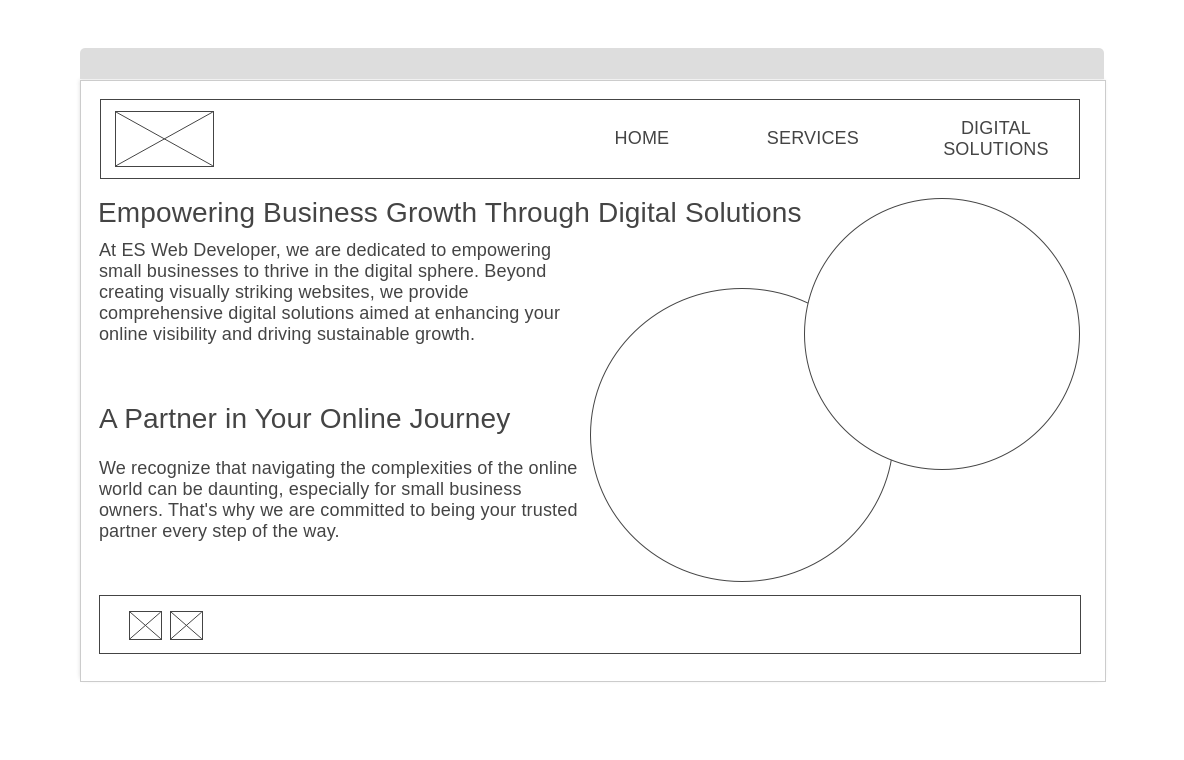 HOME
SERVICES
DIGITAL
SOLUTIONS
Empowering Business Growth Through Digital Solutions
At ES Web Developer, we are dedicated to empowering
small businesses to thrive in the digital sphere. Beyond
creating visually striking websites, we provide
comprehensive digital solutions aimed at enhancing your
online visibility and driving sustainable growth.
A Partner in Your Online Journey
We recognize that navigating the complexities of the online
world can be daunting, especially for small business
owners. That's why we are committed to being your trusted
partner every step of the way.